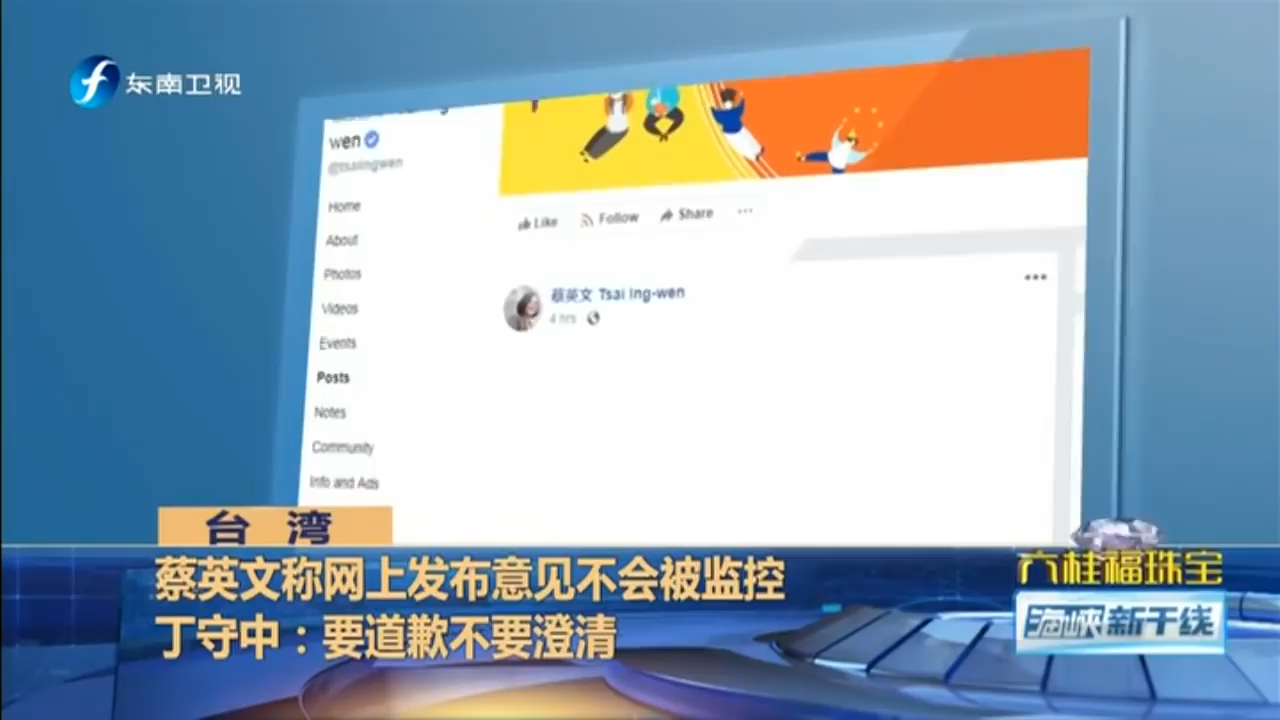 东南卫视
wen
@tsaiingwen
Home
About
Photos
Videos
Events
Posts
Notes
Community
Info and Ads
Like
Follow
Share
蔡英文 Tsai Ing-wen
4 hrs
台湾
蔡英文称网上发布意见不会被监控
丁守中：要道歉不要澄清
六桂福珠宝
海峡新干线